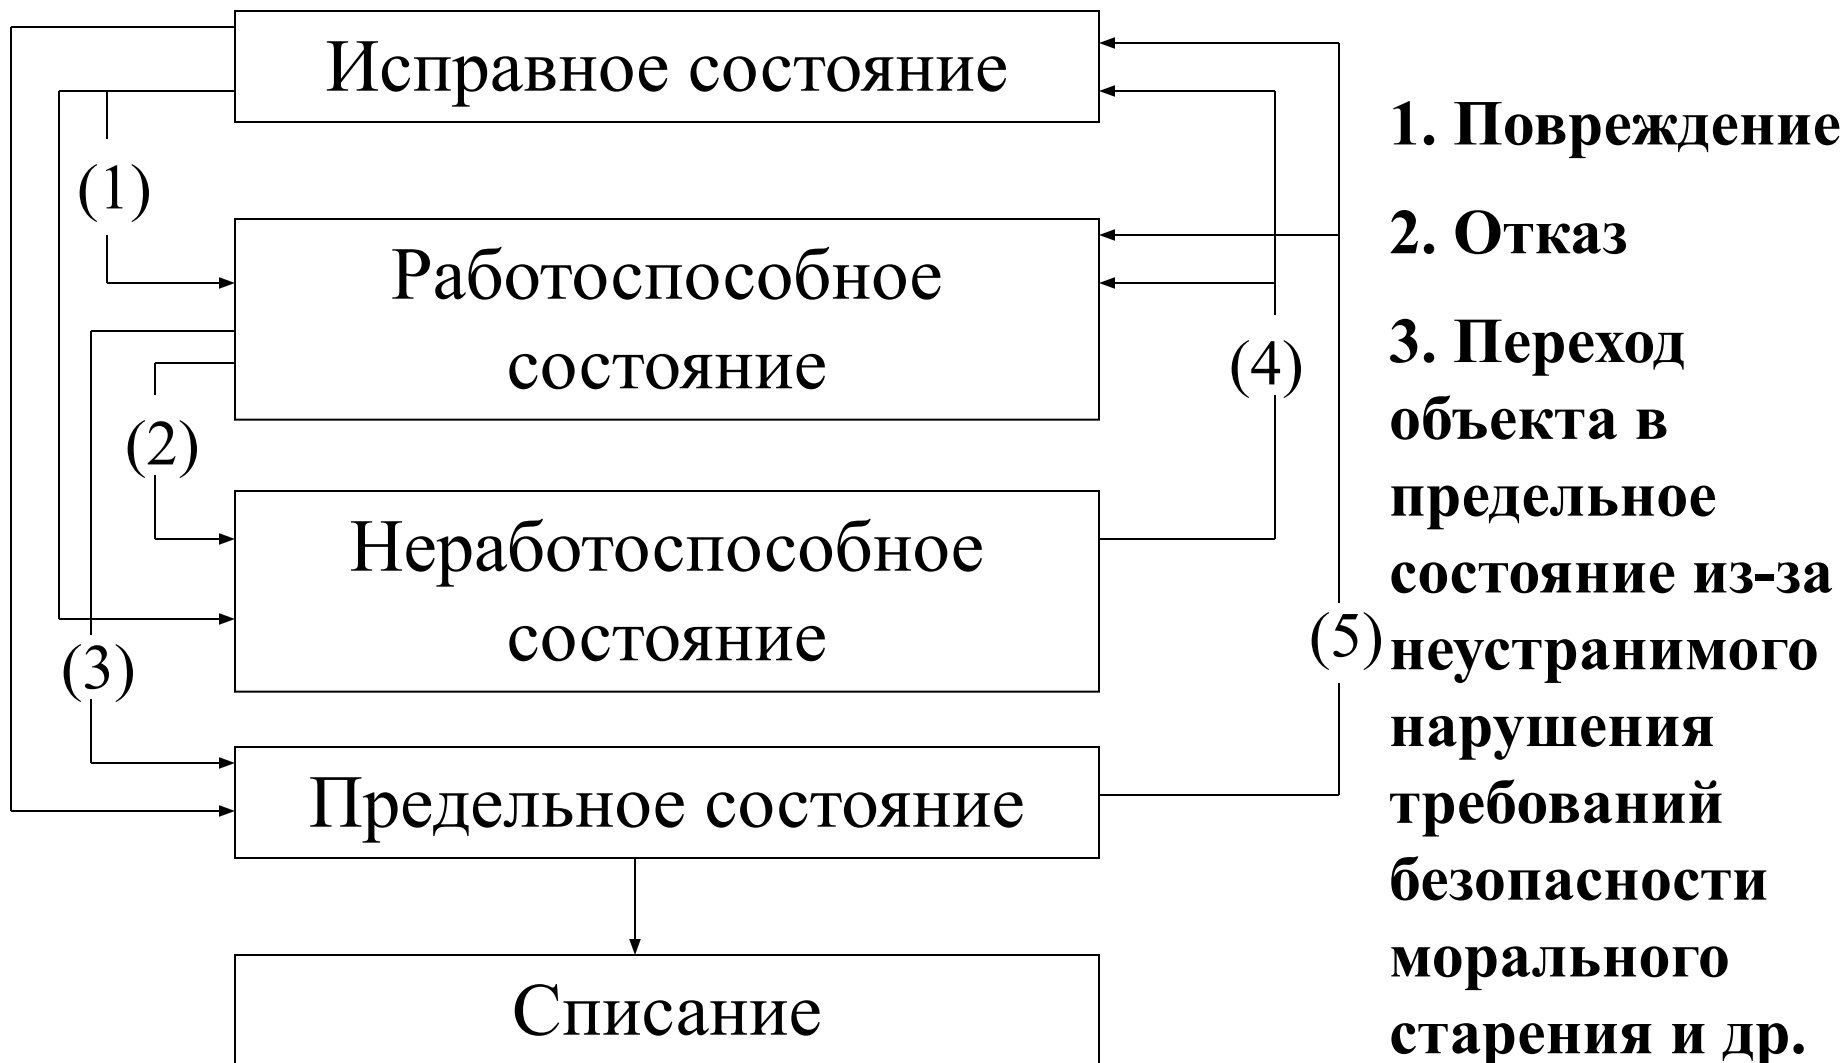 Исправное состояние
(1)
Работоспособное
состояние
(2)
(4)
Неработоспособное
состояние
(3)
(5)
Предельное состояние
Списание
1. Повреждение
2. Отказ
3. Переход
объекта в
предельное
состояние из-за
неустранимого
нарушения
требований
безопасности
морального
старения и др.